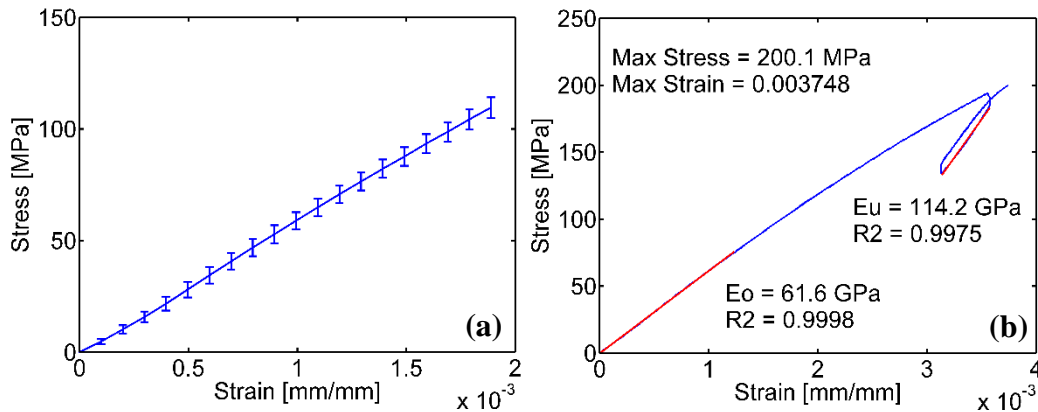 150
100
50
0
Stress [MPa]
0
0.5
1
1.5
2
Strain [mm/mm]
x 10⁻³
(a)
250
200
150
100
50
0
Stress [MPa]
Max Stress = 200.1 MPa
Max Strain = 0.003748
Eu = 114.2 GPa
R2 = 0.9975
Eo = 61.6 GPa
R2 = 0.9998
(b)
0
1
2
3
4
Strain [mm/mm]
x 10⁻³